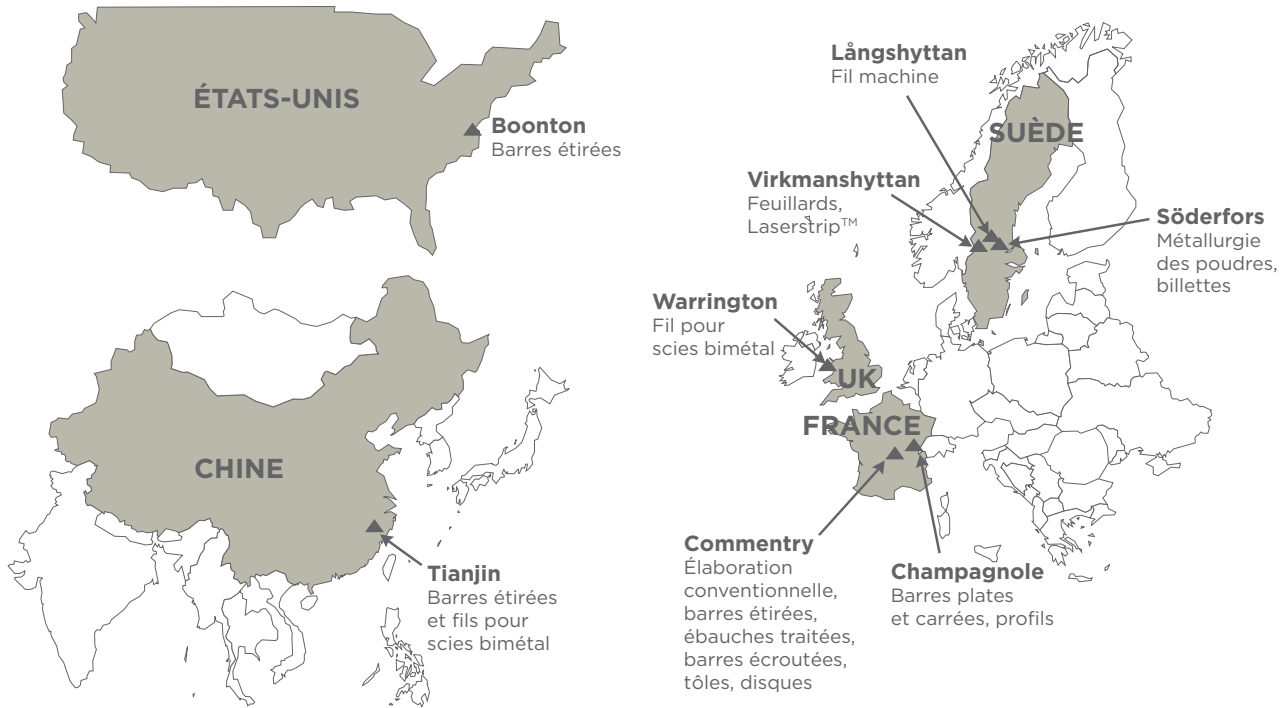 ÉTATS-UNIS
Boonton
Barres étirées
CHINE
Tianjin
Barres étirées
et fils pour
scies bimétal
Långshyttan
Fil machine
SUÈDE
Virkmanshyttan
Feuillards,
Laserstrip™
Söderfors
Métallurgie
des poudres,
billettes
Warrington
Fil pour
scies bimétal
UK
FRANCE
Commentry
Élaboration
conventionnelle,
barres étirées,
ébauches traitées,
barres écroutées,
tôles, disques
Champagnole
Barres plates
et carrées, profils